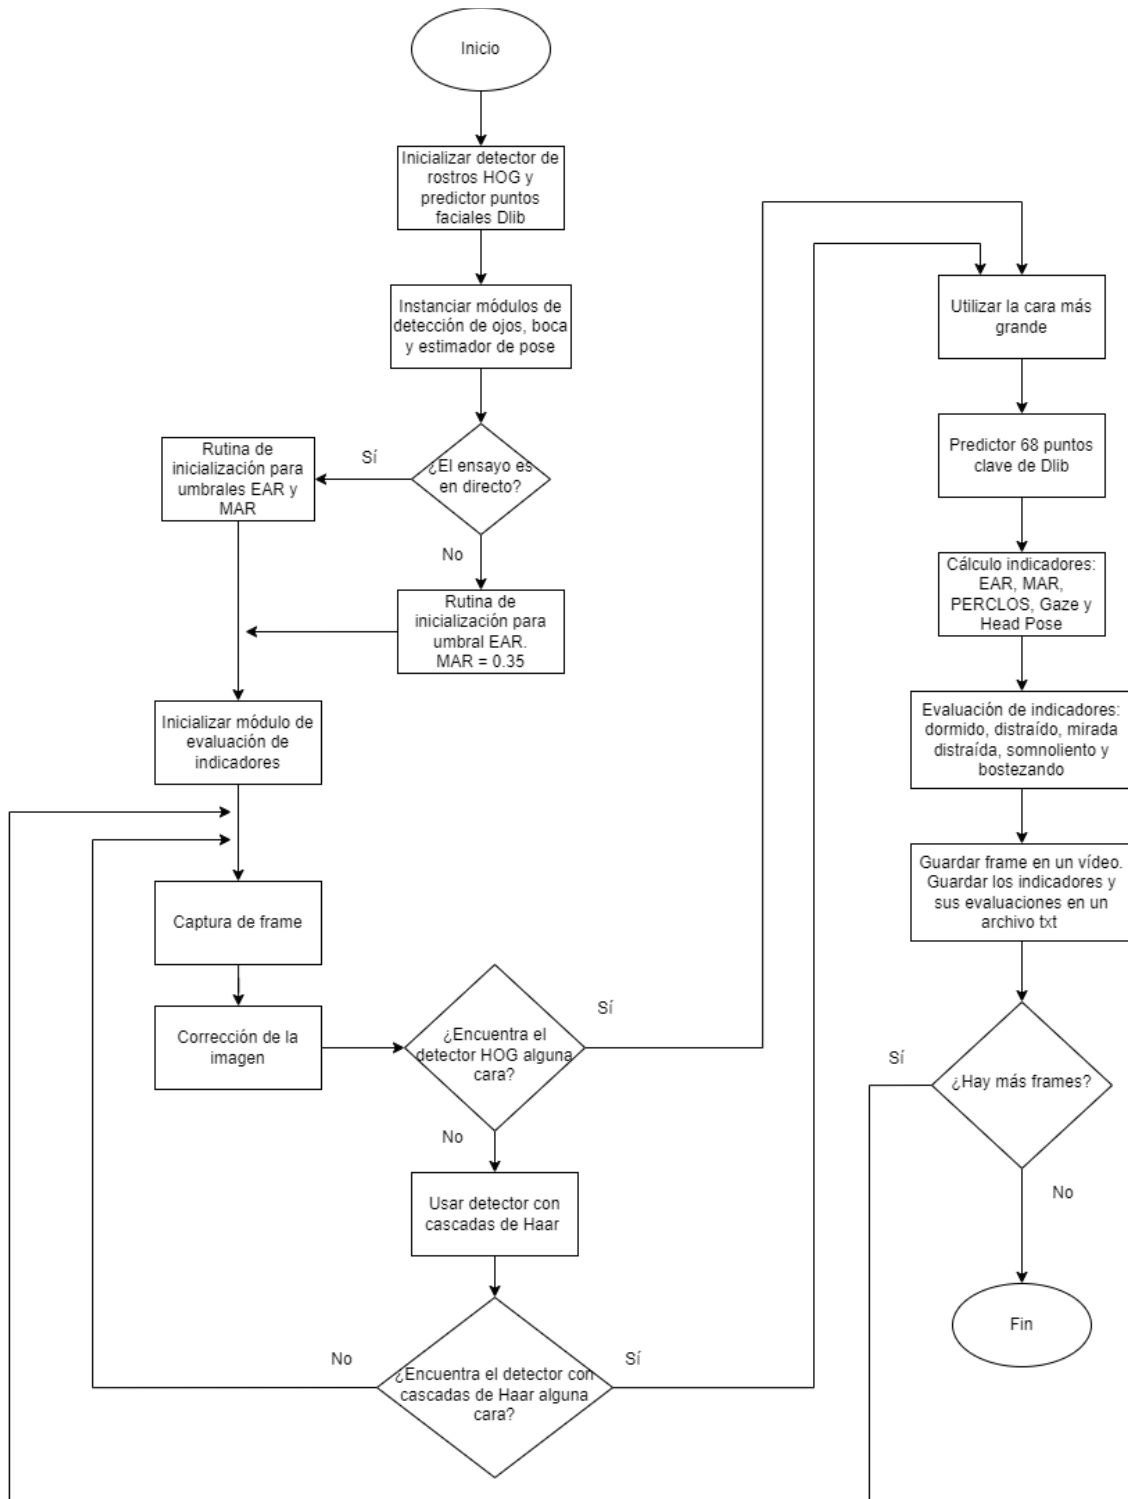 Inicio
Inicializar detector de
rostros HOG y
predictor puntos
faciales Dlib
Instanciar módulos de
detección de ojos, boca
y estimador de pose
¿El ensayo es
en directo?
Sí
Rutina de
inicialización para
umbrales EAR y
MAR
No
Rutina de
inicialización para
umbral EAR.
MAR = 0.35
Inicializar módulo de
evaluación de
indicadores
Captura de frame
Corrección de la
imagen
¿Encuentra el
detector HOG alguna
cara?
Sí
No
Usar detector con
cascadas de Haar
¿Encuentra el detector con
cascadas de Haar alguna
cara?
No
Sí
Utilizar la cara más
grande
Predictor 68 puntos
clave de Dlib
Cálculo indicadores:
EAR, MAR,
PERCLOS, Gaze y
Head Pose
Evaluación de indicadores:
dormido, distraído, mirada
distraída, somnoliento y
bostezando
Guardar frame en un vídeo.
Guardar los indicadores y
sus evaluaciones en un
archivo txt
¿Hay más frames?
Sí
No
Fin